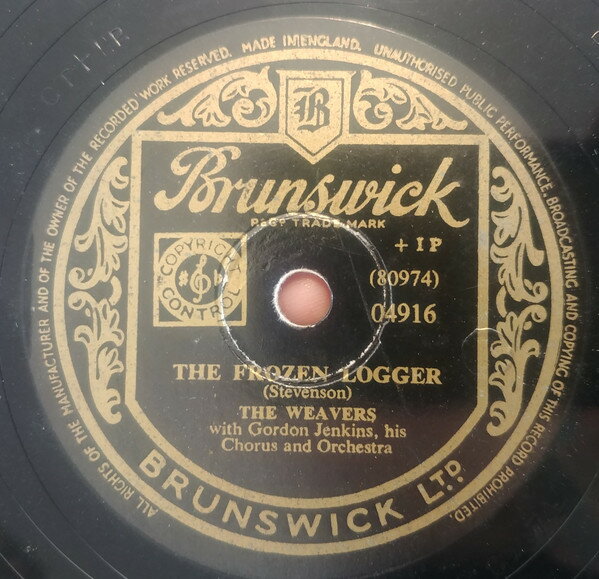 ALL RIGHTS OF THE MANUFACTURER AND OF THE OWNER OF THE RECORDED WORK RESERVED. MADE IN ENGLAND. UNAUTHORISED PUBLIC PERFORMANCE, BROADCASTING AND COPYING OF THIS RECORD PROHIBITED.
B
Brunswick
REGD TRADE MARK
+ 1 P
COPYRIGHT
CONTROL
(80974)
04916
THE FROZEN LOGGER
(Stevenson)
THE WEAVERS
with Gordon Jenkins, his
Chorus and Orchestra
BRUNSWICK LTD.